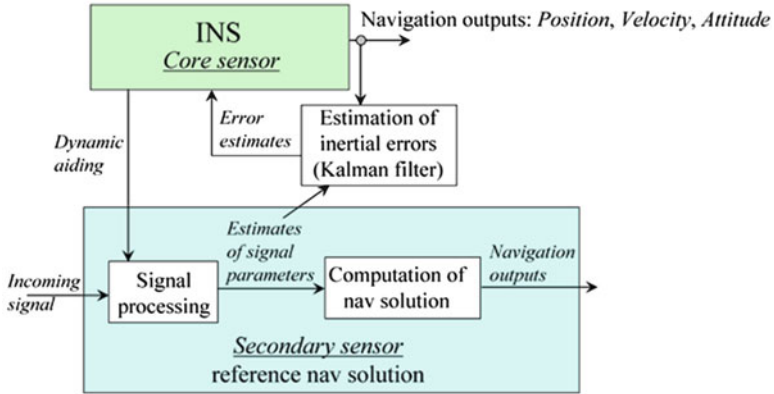 Navigation outputs: Position, Velocity, Attitude
INS
Core sensor
Error
estimates
Estimation of
inertial errors
(Kalman filter)
Dynamic
aiding
Estimates
of signal
parameters
Navigation
outputs
Incoming
signal
Signal
processing
Computation of
nav solution
Secondary sensor
reference nav solution